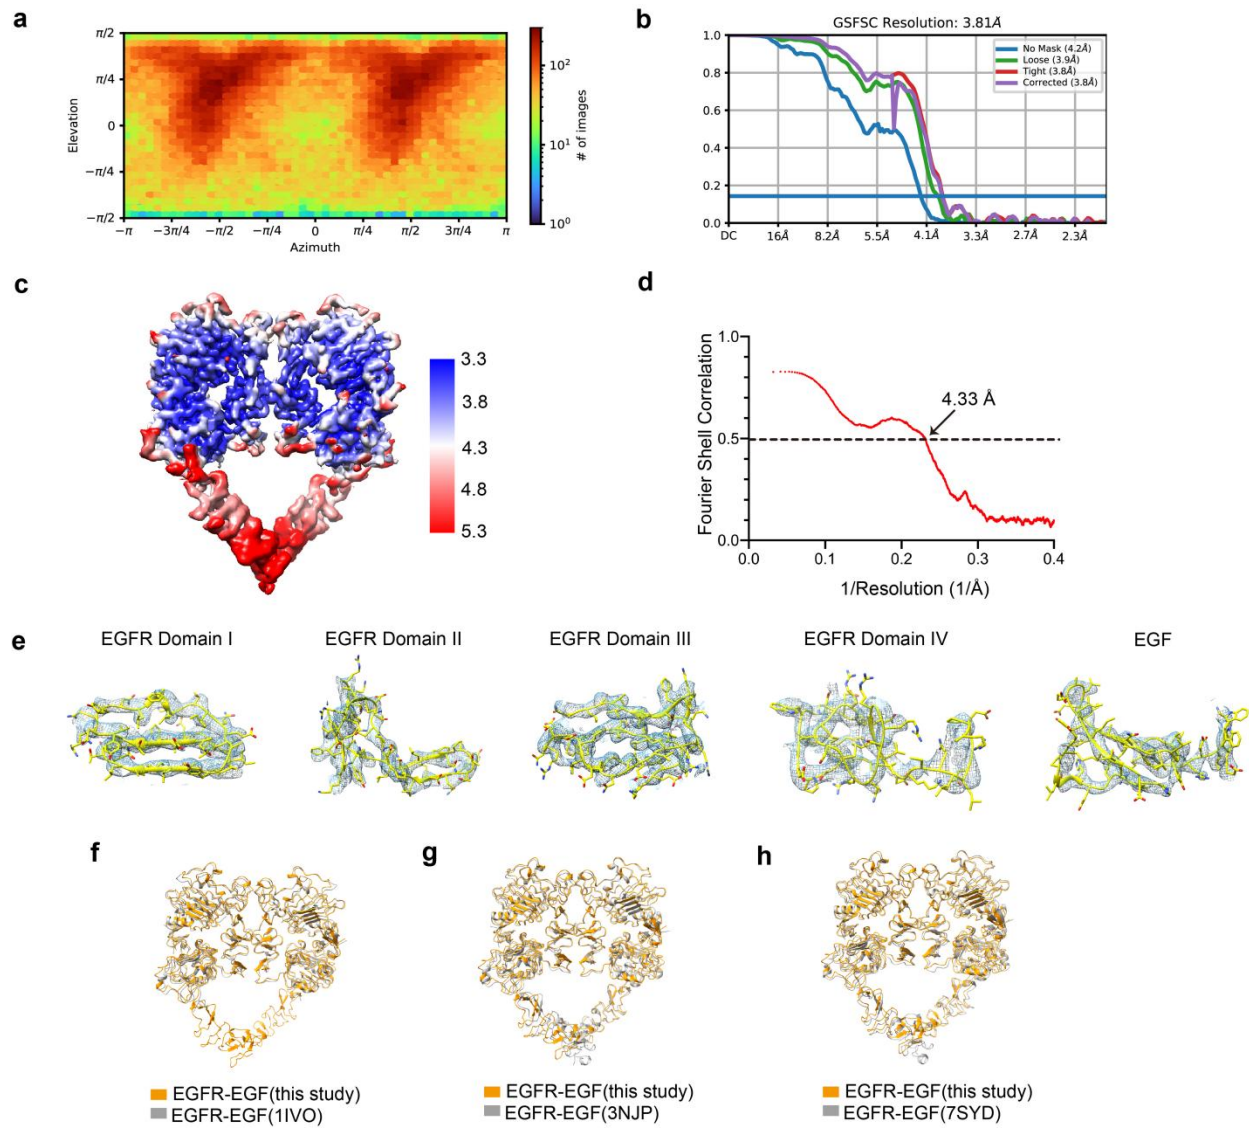 a
π/2
π/4
0
−π/4
−π/2
Elevation
−π
−3π/4
−π/2
−π/4
0
π/4
π/2
3π/4
π
Azimuth
10²
10¹
10⁰
# of images
b
GSFSC Resolution: 3.81Å
1.0
0.8
0.6
0.4
0.2
0.0
No Mask (4.2Å)
Loose (3.9Å)
Tight (3.8Å)
Corrected (3.8Å)
DC
16Å
8.2Å
5.5Å
4.1Å
3.3Å
2.7Å
2.3Å
c
3.3
3.8
4.3
4.8
5.3
d
Fourier Shell Correlation
1.0
0.5
0.0
4.33 Å
0.0
0.1
0.2
0.3
0.4
1/Resolution (1/Å)
e
EGFR Domain I
EGFR Domain II
EGFR Domain III
EGFR Domain IV
EGF
f
EGFR-EGF(this study)
EGFR-EGF(1IVO)
g
EGFR-EGF(this study)
EGFR-EGF(3NJP)
h
EGFR-EGF(this study)
EGFR-EGF(7SYD)